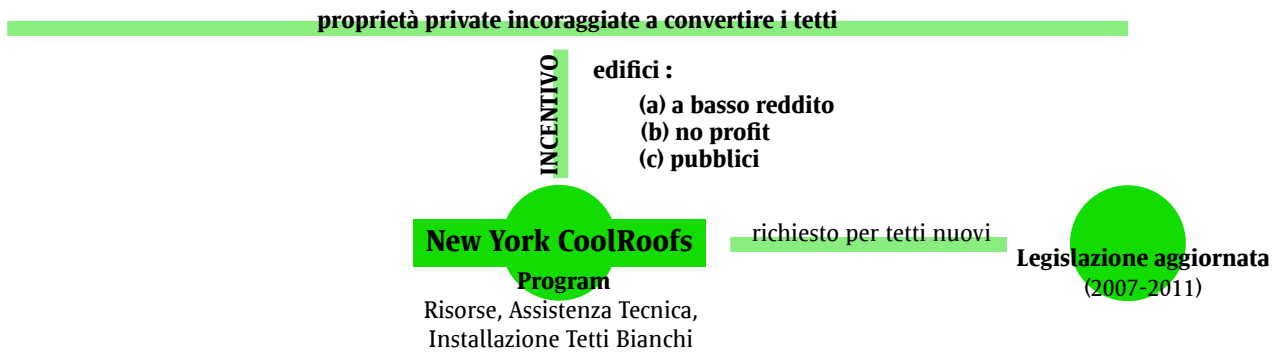 proprietà private incoraggiate a convertire i tetti
INCENTIVO
edifici :
(a) a basso reddito
(b) no profit
(c) pubblici
New York CoolRoofs
Program
Risorse, Assistenza Tecnica,
Installazione Tetti Bianchi
richiesto per tetti nuovi
Legislazione aggiornata
(2007-2011)